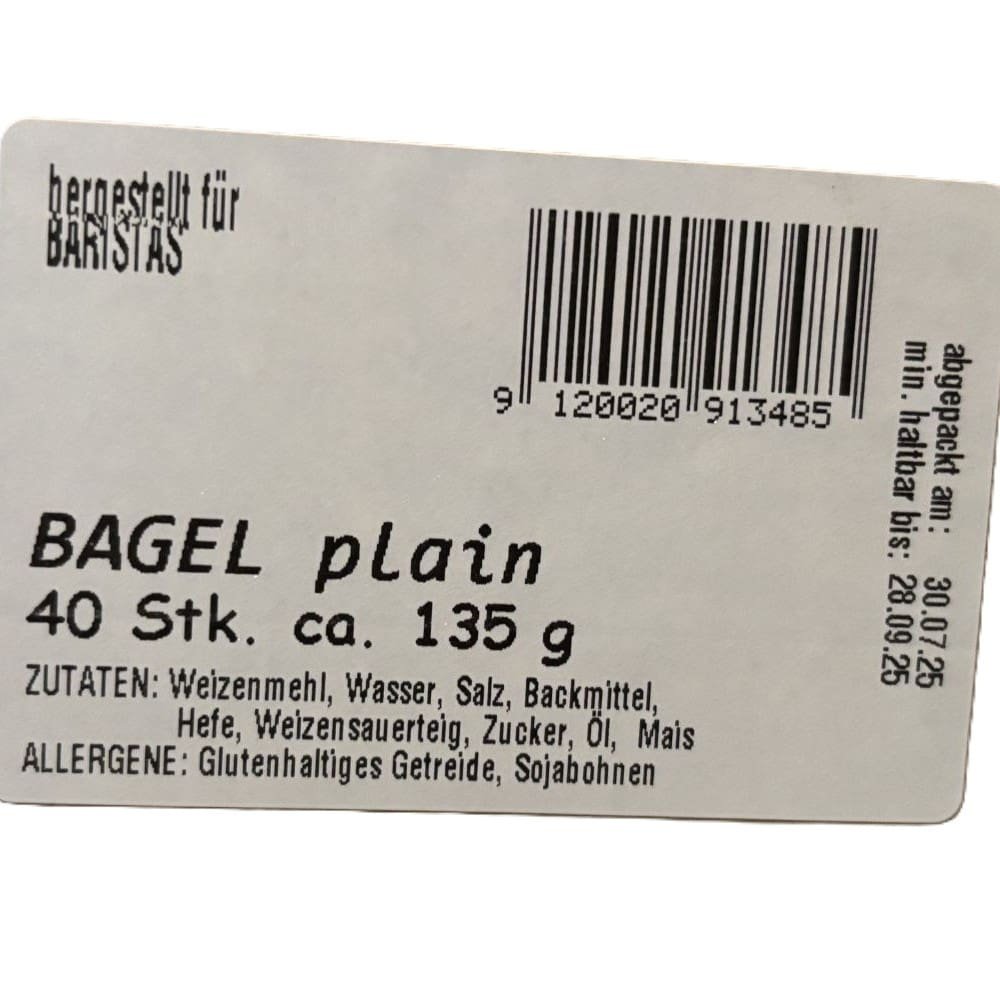 hergestellt für
BARISTAS
9 120020 913485
abgepackt am: 30.07.25
min. haltbar bis: 28.09.25
BAGEL plain
40 Stk. ca. 135 g
ZUTATEN: Weizenmehl, Wasser, Salz, Backmittel,
Hefe, Weizensauerteig, Zucker, Öl, Mais
ALLERGENE: Glutenhaltiges Getreide, Sojabohnen